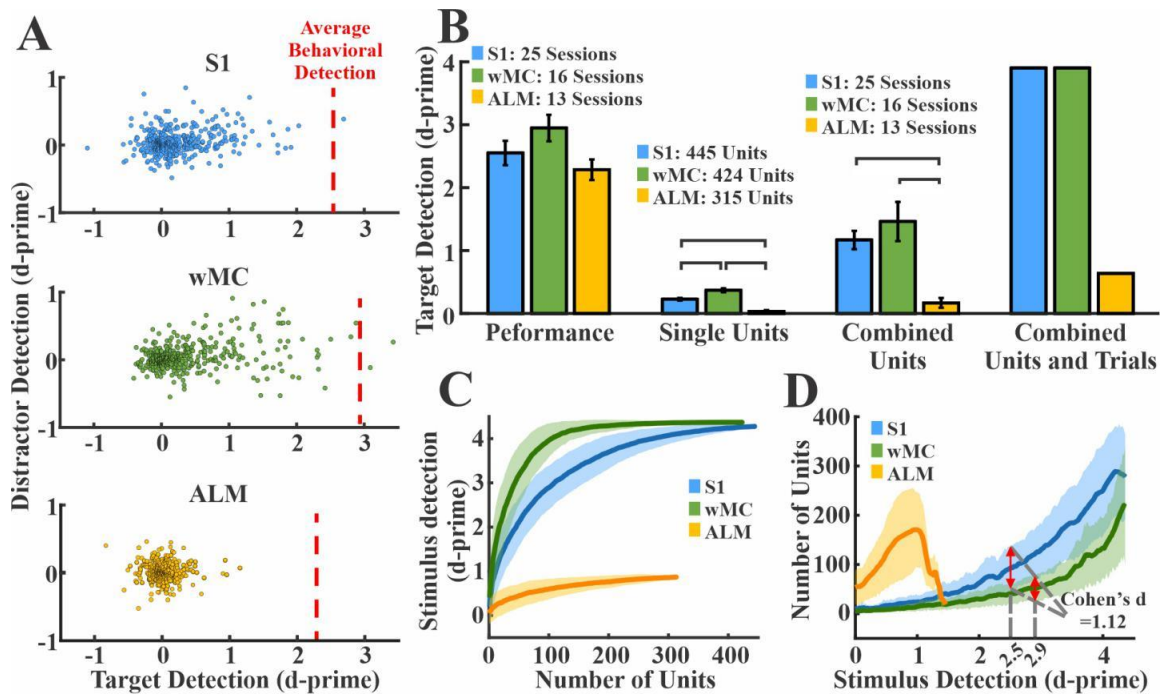 A
S1
Average
Behavioral
Detection
1
0
-1
-1 0 1 2 3
wMC
1
0
-1
-1 0 1 2 3
ALM
1
0
-1
-1 0 1 2 3
Distractor Detection (d-prime)
Target Detection (d-prime)
B
Target Detection (d-prime)
4
3
2
1
0
S1: 25 Sessions
wMC: 16 Sessions
ALM: 13 Sessions
S1: 445 Units
wMC: 424 Units
ALM: 315 Units
S1: 25 Sessions
wMC: 16 Sessions
ALM: 13 Sessions
Peformance
Single Units
Combined
Units
Combined
Units and Trials
C
Stimulus detection
(d-prime)
4
2
0
0 100 200 300 400
S1
wMC
ALM
Number of Units
D
Number of Units
400
300
200
100
0
S1
wMC
ALM
Cohen's d
=1.12
0 2 2.5 2.9 4
Stimulus Detection (d-prime)